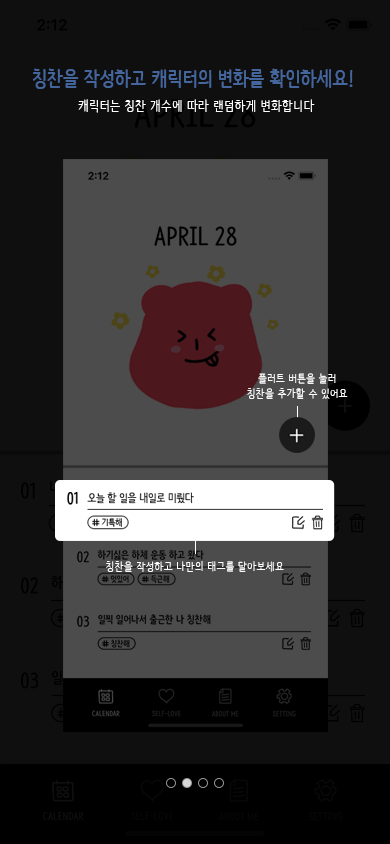 2:12
칭찬을 작성하고 캐릭터의 변화를 확인하세요!
캐릭터는 칭찬 개수에 따라 랜덤하게 변화합니다
APRIL 28
2:12
APRIL 28
플러트 버튼을 눌러
칭찬을 추가할 수 있어요
01
01 오늘 할 일을 내일로 미뤘다
# 기특해
02 하기싫은 하체 운동 하고 왔다
칭찬을 작성하고 나만의 태그를 달아보세요
# 멋있어 # 득근해
02
03 일찍 일어나서 출근한 나 칭찬해
# 칭찬해
03
CALENDAR SELF-LOVE ABOUT ME SETTING
CALENDAR SELF-LOVE ABOUT ME SETTING